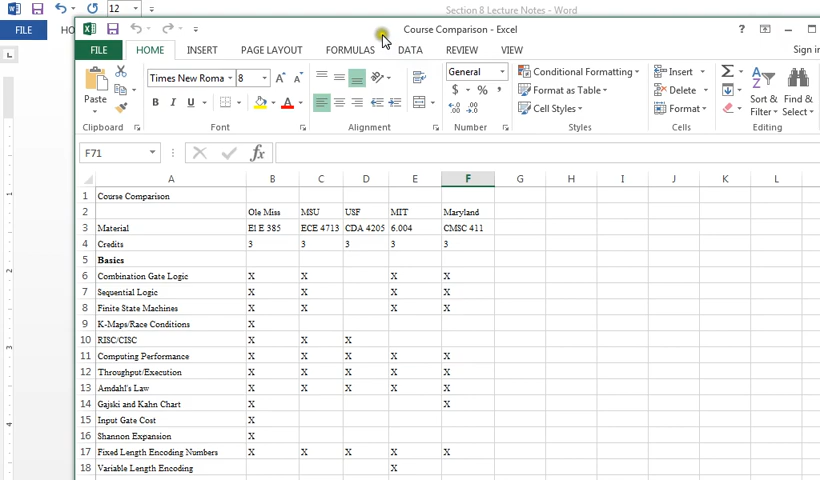 12
Section 8 Lecture Notes - Word
FILE
HO
Course Comparison - Excel
?
FILE HOME INSERT PAGE LAYOUT FORMULAS DATA REVIEW VIEW
Sign in
Paste
Times New Roma 8
B I U A
General
$ % ,
Conditional Formatting
Format as Table
Cell Styles
Insert
Delete
Format
Sort & Filter
Find & Select
Clipboard Font Alignment Number Styles Cells Editing
F71 fx
A B C D E F G H I J K L
1 Course Comparison
2 Ole Miss MSU USF MIT Maryland
3 Material El E 385 ECE 4713 CDA 4205 6.004 CMSC 411
4 Credits 3 3 3 3 3
5 Basics
6 Combination Gate Logic X X X X
7 Sequential Logic X X X X
8 Finite State Machines X X X X
9 K-Maps/Race Conditions X
10 RISC/CISC X X X
11 Computing Performance X X X X X
12 Throughput/Execution X X X X X
13 Amdahl's Law X X X X X
14 Gajski and Kahn Chart X X
15 Input Gate Cost X
16 Shannon Expansion X
17 Fixed Length Encoding Numbers X X X X X
18 Variable Length Encoding X
1
2
3
4